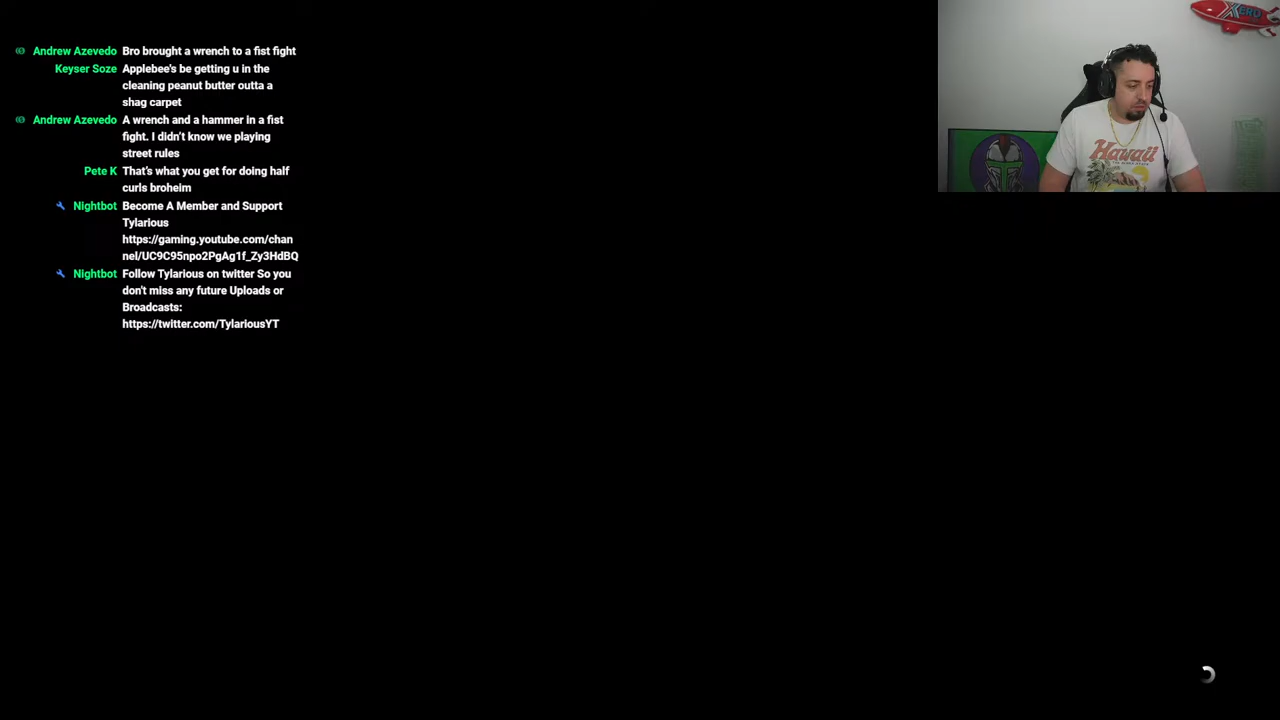 Andrew Azevedo Bro brought a wrench to a fist fight
Keyser Soze Applebee's be getting u in the
cleaning peanut butter outta a
shag carpet
Andrew Azevedo A wrench and a hammer in a fist
fight. I didn't know we playing
street rules
Pete K That's what you get for doing half
curls broheim
Nightbot Become A Member and Support
Tylarious
https://gaming.youtube.com/chan
nel/UC9C95npo2PgAg1f_Zy3HdBQ
Nightbot Follow Tylarious on twitter So you
don't miss any future Uploads or
Broadcasts:
https://twitter.com/TylariousYT
XERO
Hawaii